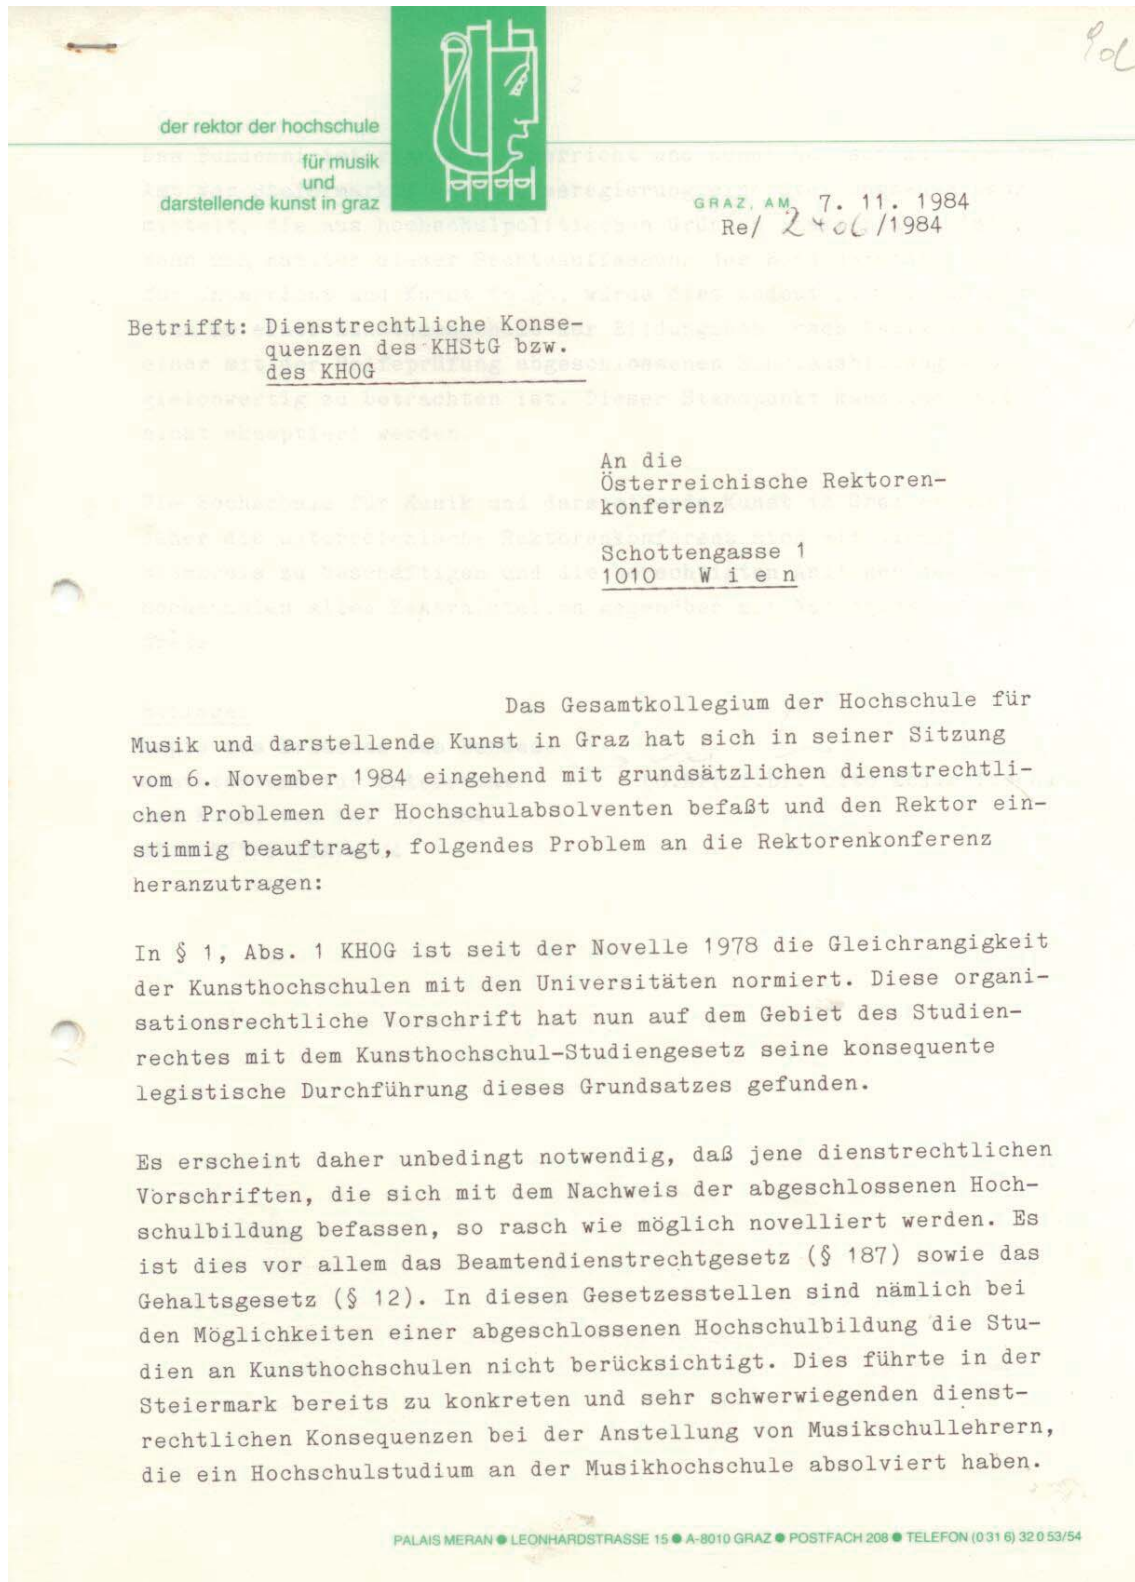 der rektor der hochschule
für musik
und
darstellende kunst in graz
GRAZ, AM 7. 11. 1984
Re/ 2406/1984
Betrifft: Dienstrechtliche Konse-
quenzen des KHStG bzw.
des KHOG
An die
Österreichische Rektoren-
konferenz
Schottengasse 1
1010 W i e n
Das Gesamtkollegium der Hochschule für
Musik und darstellende Kunst in Graz hat sich in seiner Sitzung
vom 6. November 1984 eingehend mit grundsätzlichen dienstrechtli-
chen Problemen der Hochschulabsolventen befaßt und den Rektor ein-
stimmig beauftragt, folgendes Problem an die Rektorenkonferenz
heranzutragen:
In § 1, Abs. 1 KHOG ist seit der Novelle 1978 die Gleichrangigkeit
der Kunsthochschulen mit den Universitäten normiert. Diese organi-
sationsrechtliche Vorschrift hat nun auf dem Gebiet des Studien-
rechtes mit dem Kunsthochschul-Studiengesetz seine konsequente
legistische Durchführung dieses Grundsatzes gefunden.
Es erscheint daher unbedingt notwendig, daß jene dienstrechtlichen
Vorschriften, die sich mit dem Nachweis der abgeschlossenen Hoch-
schulbildung befassen, so rasch wie möglich novelliert werden. Es
ist dies vor allem das Beamtendienstrechtgesetz (§ 187) sowie das
Gehaltsgesetz (§ 12). In diesen Gesetzesstellen sind nämlich bei
den Möglichkeiten einer abgeschlossenen Hochschulbildung die Stu-
dien an Kunsthochschulen nicht berücksichtigt. Dies führte in der
Steiermark bereits zu konkreten und sehr schwerwiegenden dienst-
rechtlichen Konsequenzen bei der Anstellung von Musikschullehrern,
die ein Hochschulstudium an der Musikhochschule absolviert haben.
PALAIS MERAN ● LEONHARDSTRASSE 15 ● A-8010 GRAZ ● POSTFACH 208 ● TELEFON (0 31 6) 32 0 53/54